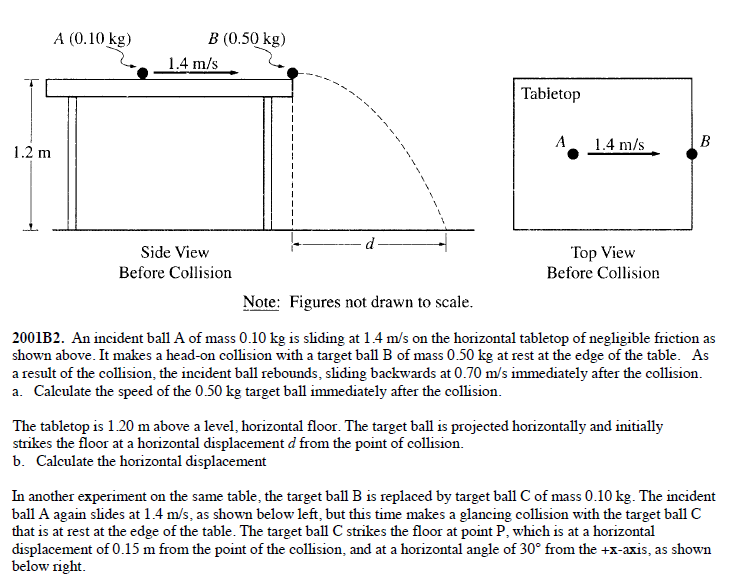 A (0.10 kg)
B (0.50 kg)
1.4 m/s
1.2 m
d
Side View
Before Collision
Tabletop
A
1.4 m/s
B
Top View
Before Collision
Note: Figures not drawn to scale.
2001B2. An incident ball A of mass 0.10 kg is sliding at 1.4 m/s on the horizontal tabletop of negligible friction as
shown above. It makes a head-on collision with a target ball B of mass 0.50 kg at rest at the edge of the table. As
a result of the collision, the incident ball rebounds, sliding backwards at 0.70 m/s immediately after the collision.
a. Calculate the speed of the 0.50 kg target ball immediately after the collision.
The tabletop is 1.20 m above a level, horizontal floor. The target ball is projected horizontally and initially
strikes the floor at a horizontal displacement d from the point of collision.
b. Calculate the horizontal displacement
In another experiment on the same table, the target ball B is replaced by target ball C of mass 0.10 kg. The incident
ball A again slides at 1.4 m/s, as shown below left, but this time makes a glancing collision with the target ball C
that is at rest at the edge of the table. The target ball C strikes the floor at point P, which is at a horizontal
displacement of 0.15 m from the point of the collision, and at a horizontal angle of 30° from the +x-axis, as shown
below right.